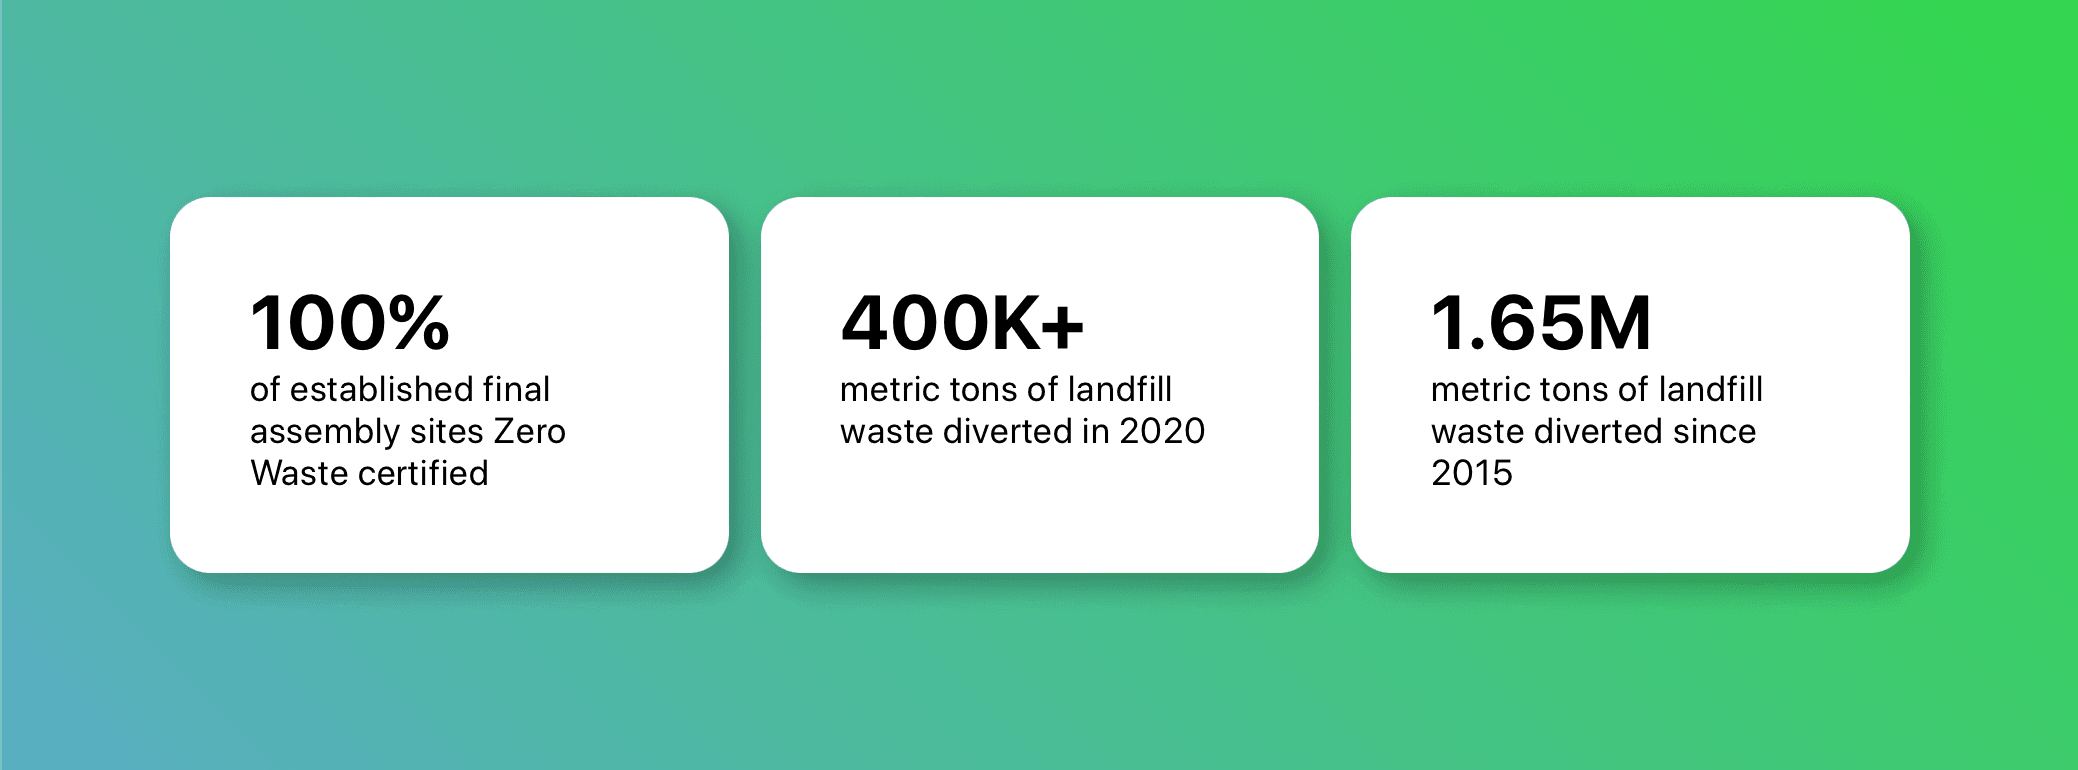 100%
of established final
assembly sites Zero
Waste certified
400K+
metric tons of landfill
waste diverted in 2020
1.65M
metric tons of landfill
waste diverted since
2015